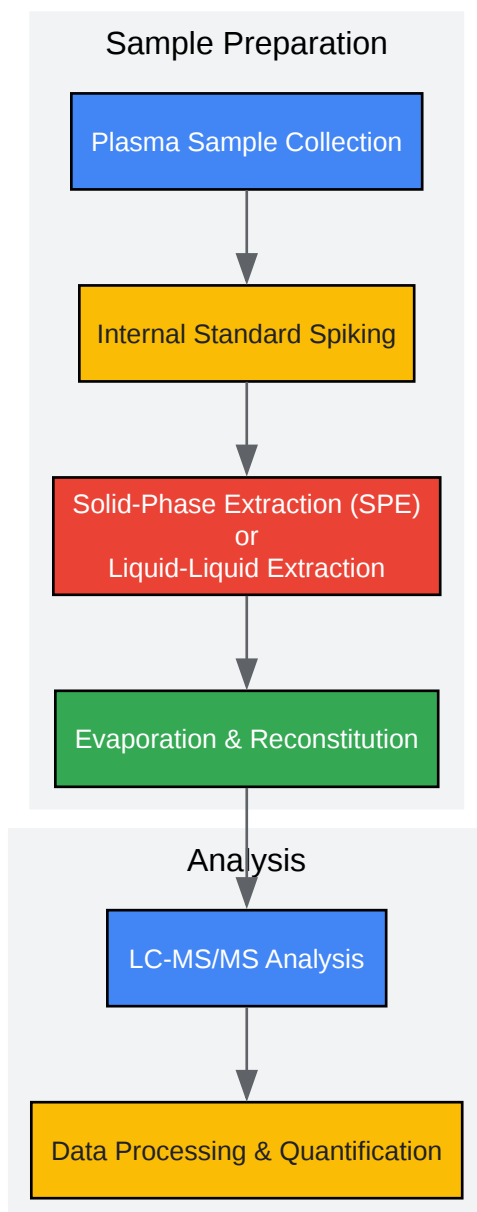 Sample Preparation
Plasma Sample Collection
Internal Standard Spiking
Solid-Phase Extraction (SPE)
or
Liquid-Liquid Extraction
Evaporation & Reconstitution
Analysis
LC-MS/MS Analysis
Data Processing & Quantification